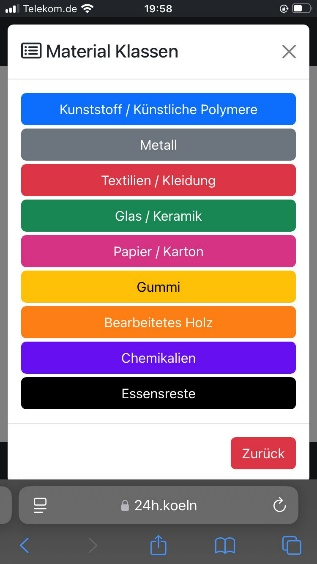 Telekom.de 19:58
Material Klassen
Kunststoff / Künstliche Polymere
Metall
Textilien / Kleidung
Glas / Keramik
Papier / Karton
Gummi
Bearbeitetes Holz
Chemikalien
Essensreste
Zurück
24h.koeln